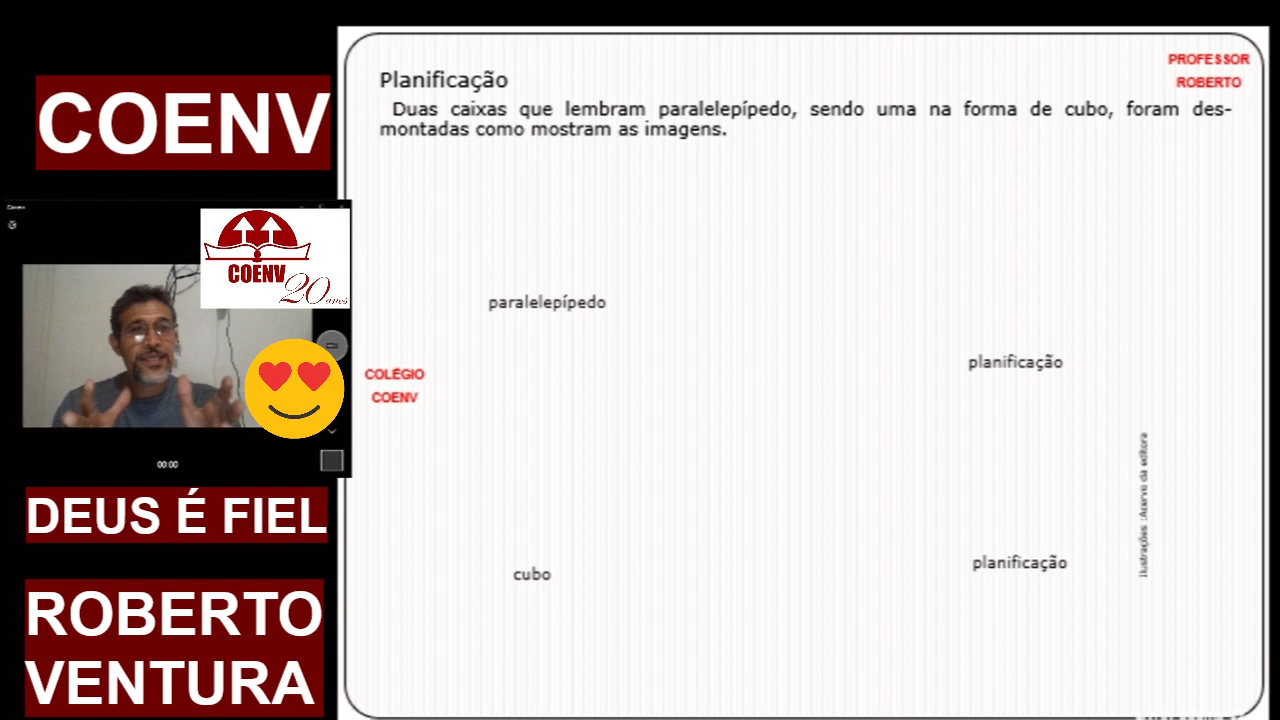 COENV
COENV
20 anos
00:00
DEUS É FIEL
ROBERTO
VENTURA
PROFESSOR
ROBERTO
Planificação
Duas caixas que lembram paralelepípedo, sendo uma na forma de cubo, foram des-
montadas como mostram as imagens.
paralelepípedo
planificação
COLÉGIO
COENV
Ilustrações :Acervo da editora
cubo
planificação